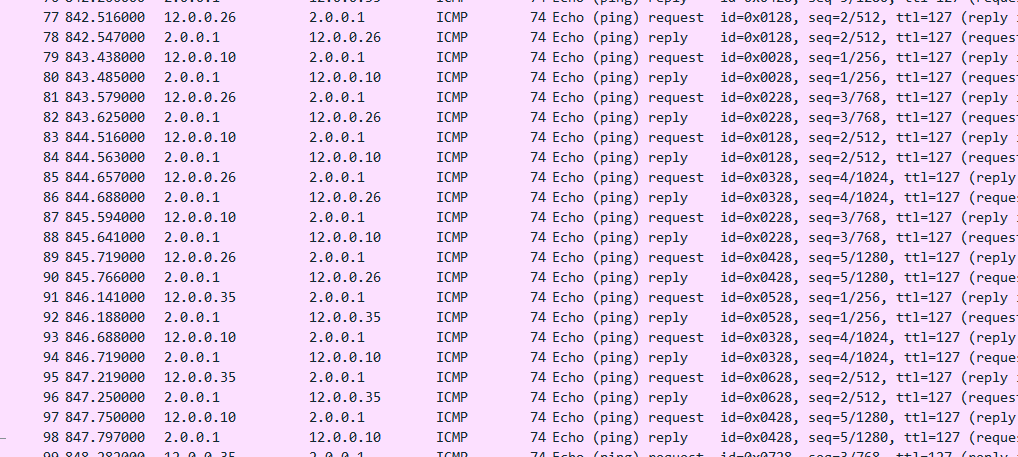 77 842.516000 12.0.0.26 2.0.0.1 ICMP 74 Echo (ping) request id=0x0128, seq=2/512, ttl=127 (reply
78 842.547000 2.0.0.1 12.0.0.26 ICMP 74 Echo (ping) reply id=0x0128, seq=2/512, ttl=127 (reques
79 843.438000 12.0.0.10 2.0.0.1 ICMP 74 Echo (ping) request id=0x0028, seq=1/256, ttl=127 (reply
80 843.485000 2.0.0.1 12.0.0.10 ICMP 74 Echo (ping) reply id=0x0028, seq=1/256, ttl=127 (reques
81 843.579000 12.0.0.26 2.0.0.1 ICMP 74 Echo (ping) request id=0x0228, seq=3/768, ttl=127 (reply
82 843.625000 2.0.0.1 12.0.0.26 ICMP 74 Echo (ping) reply id=0x0228, seq=3/768, ttl=127 (reques
83 844.516000 12.0.0.10 2.0.0.1 ICMP 74 Echo (ping) request id=0x0128, seq=2/512, ttl=127 (reply
84 844.563000 2.0.0.1 12.0.0.10 ICMP 74 Echo (ping) reply id=0x0128, seq=2/512, ttl=127 (reques
85 844.657000 12.0.0.26 2.0.0.1 ICMP 74 Echo (ping) request id=0x0328, seq=4/1024, ttl=127 (reply
86 844.688000 2.0.0.1 12.0.0.26 ICMP 74 Echo (ping) reply id=0x0328, seq=4/1024, ttl=127 (reque
87 845.594000 12.0.0.10 2.0.0.1 ICMP 74 Echo (ping) request id=0x0228, seq=3/768, ttl=127 (reply
88 845.641000 2.0.0.1 12.0.0.10 ICMP 74 Echo (ping) reply id=0x0228, seq=3/768, ttl=127 (reques
89 845.719000 12.0.0.26 2.0.0.1 ICMP 74 Echo (ping) request id=0x0428, seq=5/1280, ttl=127 (reply
90 845.766000 2.0.0.1 12.0.0.26 ICMP 74 Echo (ping) reply id=0x0428, seq=5/1280, ttl=127 (reque
91 846.141000 12.0.0.35 2.0.0.1 ICMP 74 Echo (ping) request id=0x0528, seq=1/256, ttl=127 (reply
92 846.188000 2.0.0.1 12.0.0.35 ICMP 74 Echo (ping) reply id=0x0528, seq=1/256, ttl=127 (reques
93 846.688000 12.0.0.10 2.0.0.1 ICMP 74 Echo (ping) request id=0x0328, seq=4/1024, ttl=127 (reply
94 846.719000 2.0.0.1 12.0.0.10 ICMP 74 Echo (ping) reply id=0x0328, seq=4/1024, ttl=127 (reque
95 847.219000 12.0.0.35 2.0.0.1 ICMP 74 Echo (ping) request id=0x0628, seq=2/512, ttl=127 (reply
96 847.250000 2.0.0.1 12.0.0.35 ICMP 74 Echo (ping) reply id=0x0628, seq=2/512, ttl=127 (reques
97 847.750000 12.0.0.10 2.0.0.1 ICMP 74 Echo (ping) request id=0x0428, seq=5/1280, ttl=127 (reply
98 847.797000 2.0.0.1 12.0.0.10 ICMP 74 Echo (ping) reply id=0x0428, seq=5/1280, ttl=127 (reque